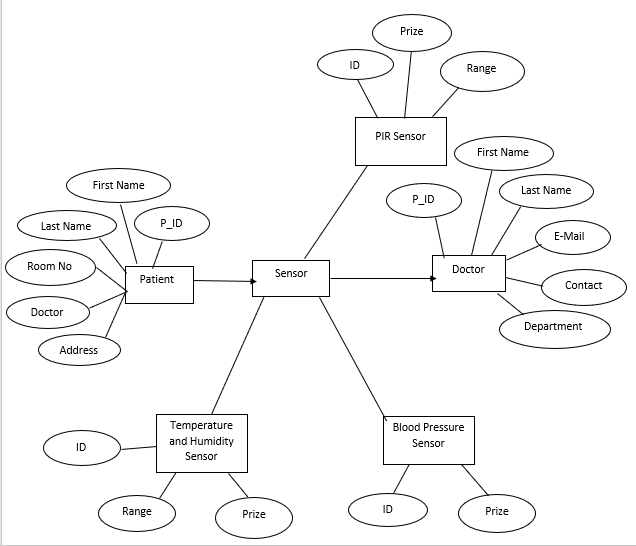 Prize
ID
Range
PIR Sensor
First Name
Last Name
P_ID
E-Mail
Contact
Department
Doctor
First Name
P_ID
Last Name
Room No
Doctor
Address
Patient
Sensor
Temperature
and Humidity
Sensor
ID
Range
Prize
Blood Pressure
Sensor
ID
Prize